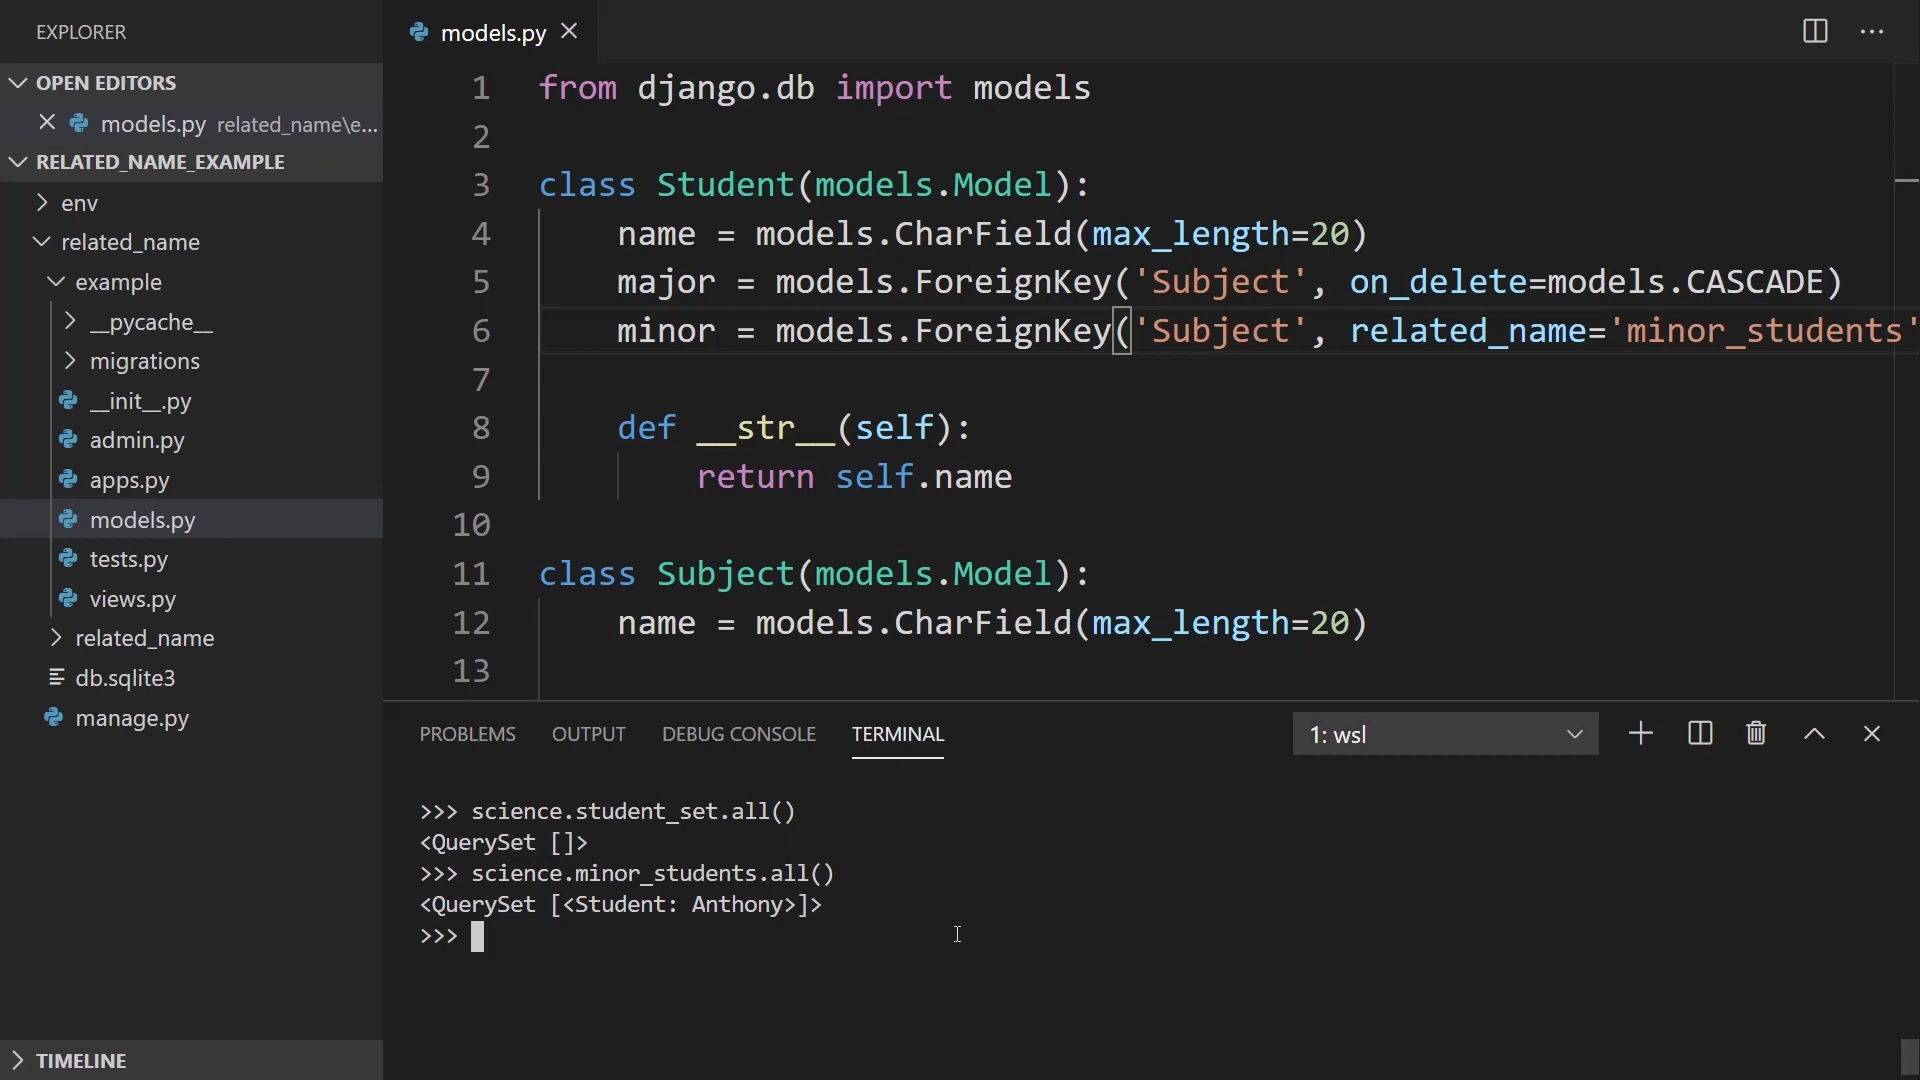 EXPLORER
OPEN EDITORS
models.py related_name\e...
RELATED_NAME_EXAMPLE
env
related_name
example
__pycache__
migrations
__init__.py
admin.py
apps.py
models.py
tests.py
views.py
related_name
db.sqlite3
manage.py
TIMELINE
models.py
1 from django.db import models
2
3 class Student(models.Model):
4     name = models.CharField(max_length=20)
5     major = models.ForeignKey('Subject', on_delete=models.CASCADE)
6     minor = models.ForeignKey('Subject', related_name='minor_students'
7
8     def __str__(self):
9         return self.name
10
11 class Subject(models.Model):
12     name = models.CharField(max_length=20)
13
PROBLEMS OUTPUT DEBUG CONSOLE TERMINAL 1: wsl
>>> science.student_set.all()
<QuerySet []>
>>> science.minor_students.all()
<QuerySet [<Student: Anthony>]>
>>>